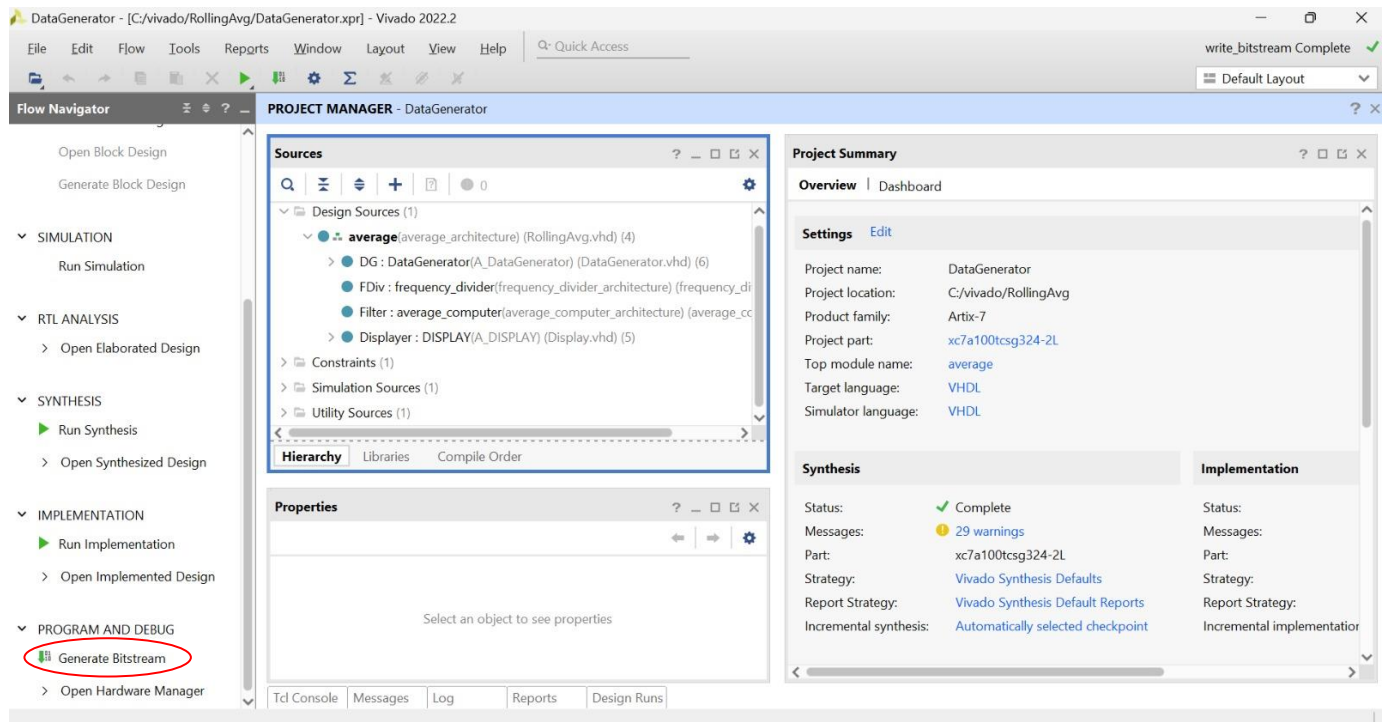 DataGenerator - [C:/vivado/RollingAvg/DataGenerator.xpr] - Vivado 2022.2
File Edit Flow Tools Reports Window Layout View Help Quick Access
write_bitstream Complete
Default Layout
Flow Navigator
Open Block Design
Generate Block Design
SIMULATION
Run Simulation
RTL ANALYSIS
Open Elaborated Design
SYNTHESIS
Run Synthesis
Open Synthesized Design
IMPLEMENTATION
Run Implementation
Open Implemented Design
PROGRAM AND DEBUG
Generate Bitstream
Open Hardware Manager
PROJECT MANAGER - DataGenerator
Sources
0
Design Sources (1)
average(average_architecture) (RollingAvg.vhd) (4)
DG : DataGenerator(A_DataGenerator) (DataGenerator.vhd) (6)
FDiv : frequency_divider(frequency_divider_architecture) (frequency_di
Filter : average_computer(average_computer_architecture) (average_cc
Displayer : DISPLAY(A_DISPLAY) (Display.vhd) (5)
Constraints (1)
Simulation Sources (1)
Utility Sources (1)
Hierarchy Libraries Compile Order
Properties
Select an object to see properties
Tcl Console Messages Log Reports Design Runs
Project Summary
Overview | Dashboard
Settings Edit
Project name: DataGenerator
Project location: C:/vivado/RollingAvg
Product family: Artix-7
Project part: xc7a100tcsg324-2L
Top module name: average
Target language: VHDL
Simulator language: VHDL
Synthesis
Status: Complete
Messages: 29 warnings
Part: xc7a100tcsg324-2L
Strategy: Vivado Synthesis Defaults
Report Strategy: Vivado Synthesis Default Reports
Incremental synthesis: Automatically selected checkpoint
Implementation
Status:
Messages:
Part:
Strategy:
Report Strategy:
Incremental implementation